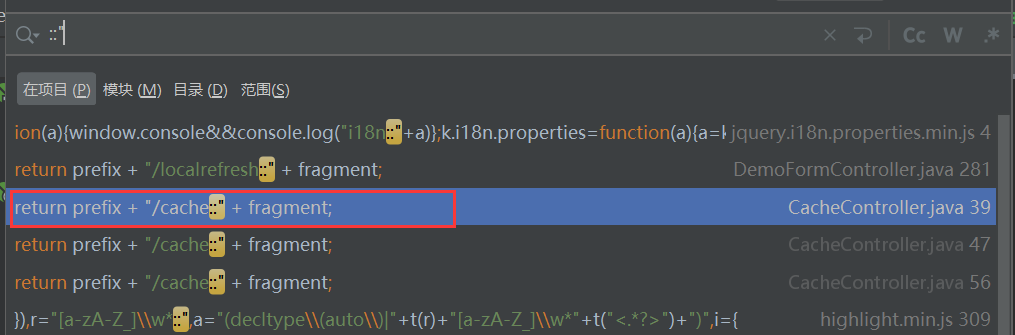 ::"
Cc W .*
在项目 (P) 模块 (M) 目录 (D) 范围(S)
ion(a){window.console&&console.log("i18n::"+a)};k.i18n.properties=function(a){a=k jquery.i18n.properties.min.js 4
return prefix + "/localrefresh::" + fragment; DemoFormController.java 281
return prefix + "/cache::" + fragment; CacheController.java 39
return prefix + "/cache::" + fragment; CacheController.java 47
return prefix + "/cache::" + fragment; CacheController.java 56
}),r="[a-zA-Z_]\\w*::",a="(decltype\\(auto\\)|"+t(r)+"[a-zA-Z_]\\w*"+t("<.*?>")+")",i={ highlight.min.js 39